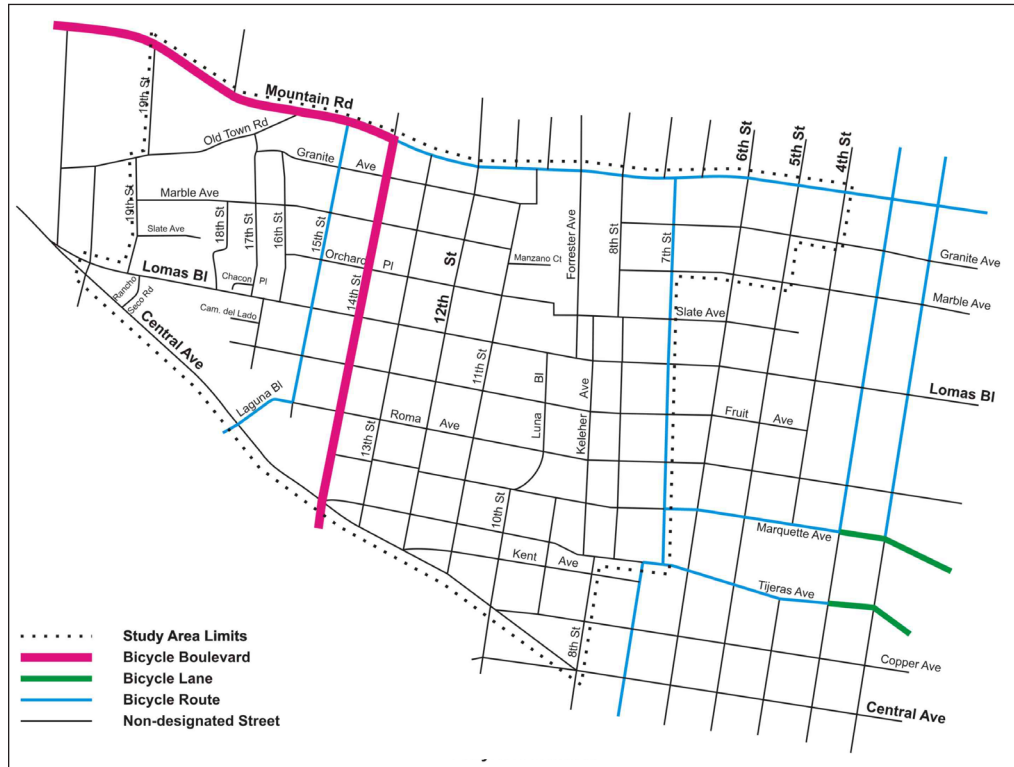 Mountain Rd
19th St
Old Town Rd
Granite Ave
6th St
5th St
4th St
Marble Ave
19th St
Slate Ave
18th St
17th St
16th St
15th St
Orchard Pl
14th St
12th St
Manzano Ct
Forrester Ave
8th St
7th St
Granite Ave
Marble Ave
Lomas Bl
Chacon Pl
Rancho
Seco Rd
Cam. del Lado
Central Ave
Slate Ave
11th St
Lomas Bl
Laguna Bl
Roma Ave
13th St
Luna Bl
Keleher Ave
Fruit Ave
10th St
Marquette Ave
Kent Ave
Tijeras Ave
8th St
Copper Ave
Central Ave
Study Area Limits
Bicycle Boulevard
Bicycle Lane
Bicycle Route
Non-designated Street